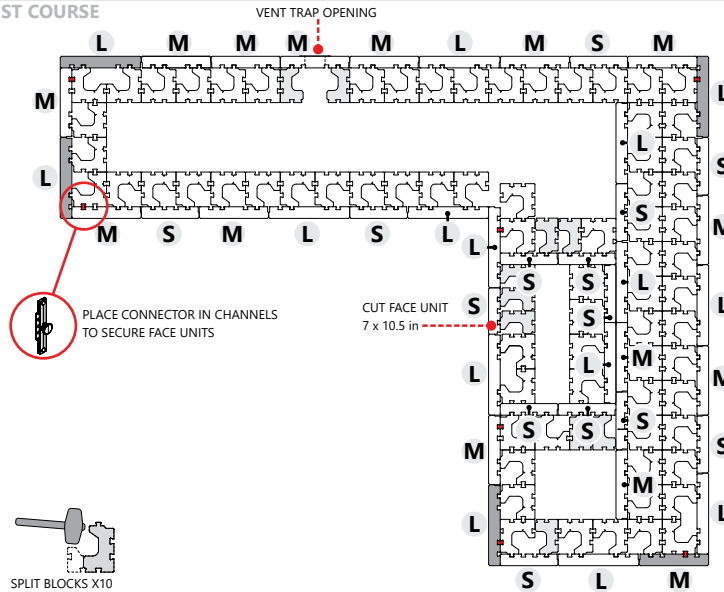 ST COURSE
VENT TRAP OPENING
L M M M M L M S M
M
L
L
S
M
L
M
S
L
L
S
L
M
S
M
M S M L S L
L
S
L
M
L
S S
S
L
S S
CUT FACE UNIT
7 x 10.5 in
PLACE CONNECTOR IN CHANNELS
TO SECURE FACE UNITS
S L M
SPLIT BLOCKS X10